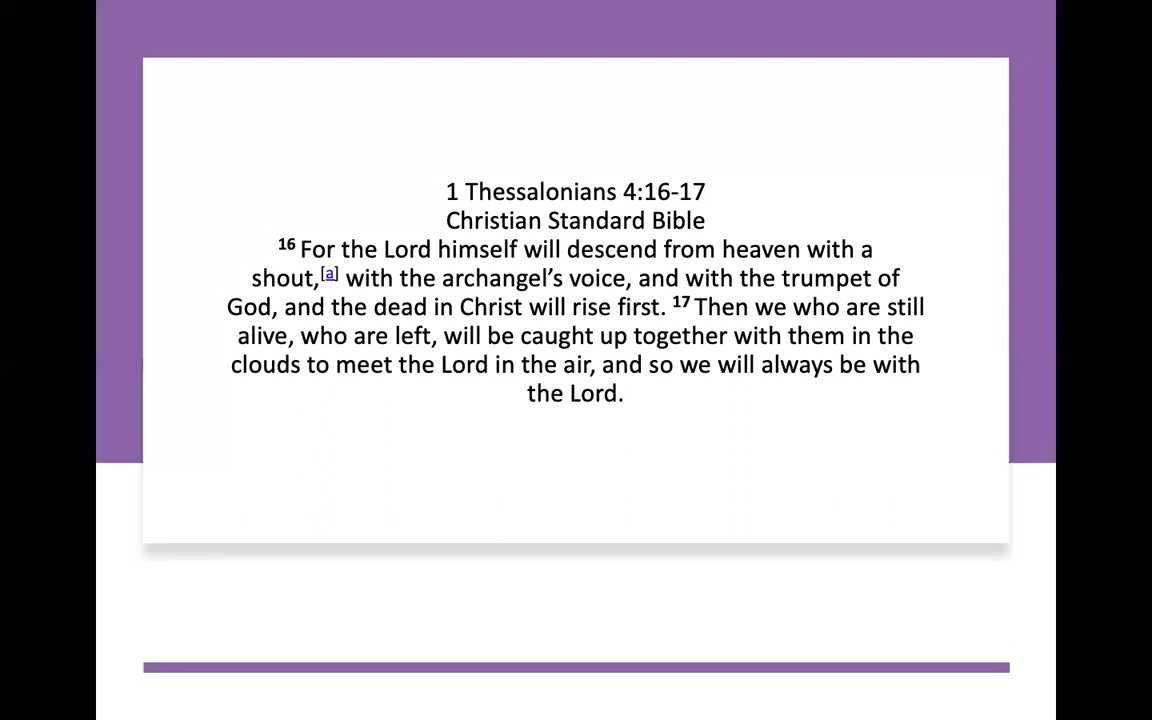 1 Thessalonians 4:16-17
Christian Standard Bible
16 For the Lord himself will descend from heaven with a
shout,[a] with the archangel’s voice, and with the trumpet of
God, and the dead in Christ will rise first. 17 Then we who are still
alive, who are left, will be caught up together with them in the
clouds to meet the Lord in the air, and so we will always be with
the Lord.